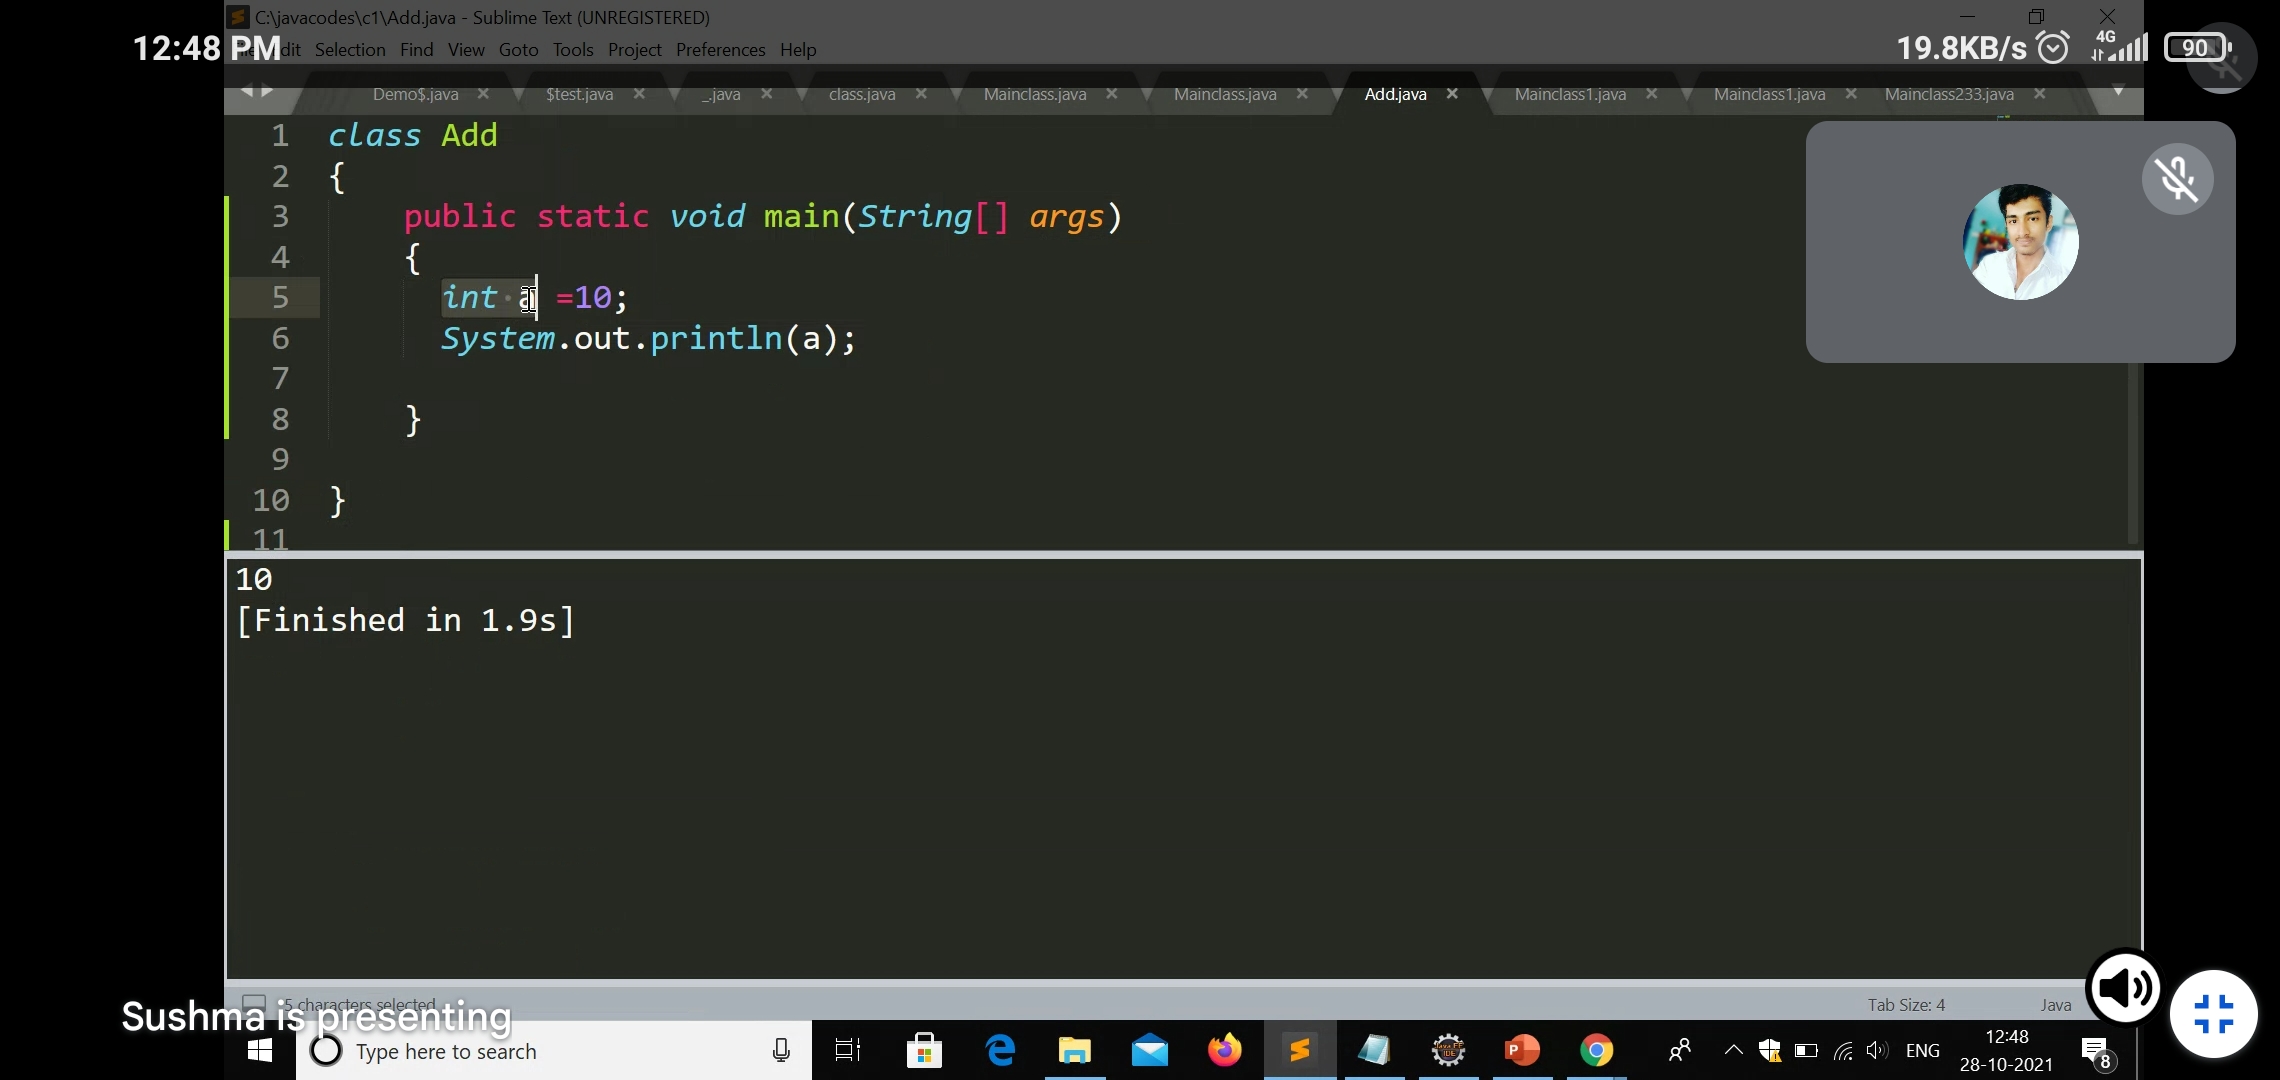 C:\javacodes\c1\Add.java - Sublime Text (UNREGISTERED)
12:48 PM
Selection Find View Goto Tools Project Preferences Help
19.8KB/s 4G 90
Demo$.java $test.java _.java class.java Mainclass.java Mainclass.java Add.java Mainclass1.java Mainclass1.java Mainclass233.java
1 class Add
2 {
3 public static void main(String[] args)
4 {
5 int a =10;
6 System.out.println(a);
7
8 }
9
10 }
11
10
[Finished in 1.9s]
5 characters selected
Tab Size: 4 Java
Sushma is presenting
Type here to search
ENG
12:48
28-10-2021
8